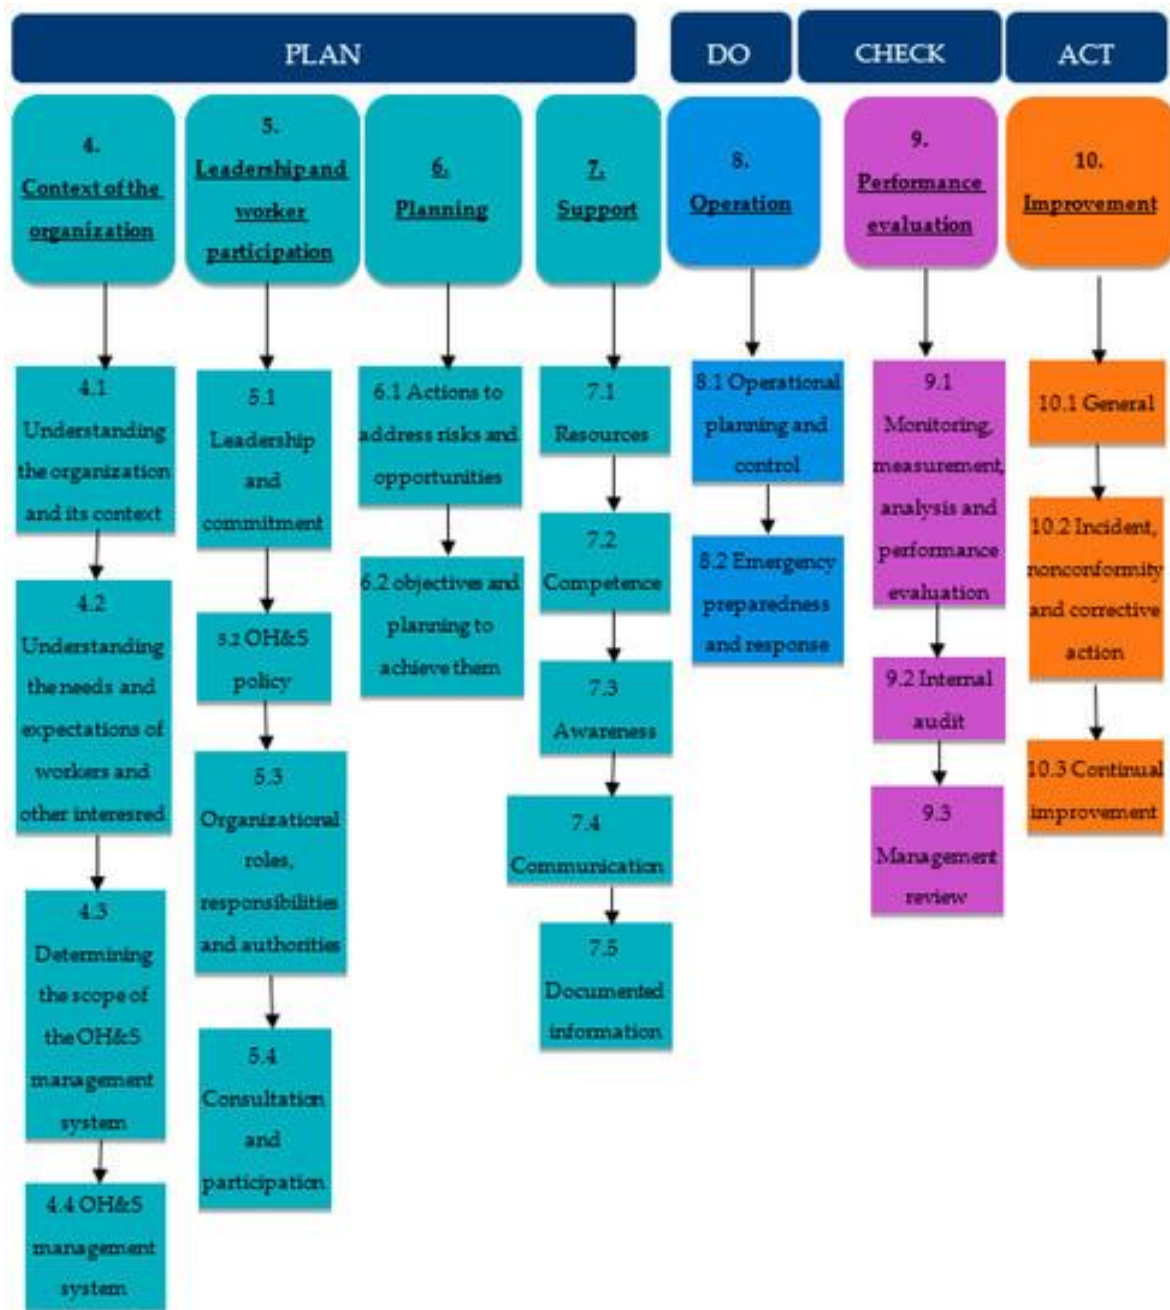 PLAN
DO
CHECK
ACT
4.
Context of the
organization
5.
Leadership and
worker
participation
6.
Planning
7.
Support
8.
Operation
9.
Performance
evaluation
10.
Improvement
4.1
Understanding
the organization
and its context
4.2
Understanding
the needs and
expectations of
workers and
other interesred
4.3
Determining
the scope of
the OH&S
management
system
4.4 OH&S
management
system
5.1
Leadership
and
commitment
5.2 OH&S
policy
5.3
Organizational
roles,
responsibilities
and authorities
5.4
Consultation
and
participation
6.1 Actions to
address risks and
opportunities
6.2 objectives and
planning to
achieve them
7.1
Resources
7.2
Competence
7.3
Awareness
7.4
Communication
7.5
Documented
information
8.1 Operational
planning and
control
8.2 Emergency
preparedness
and response
9.1
Monitoring,
measurement,
analysis and
performance
evaluation
9.2 Internal
audit
9.3
Management
review
10.1 General
10.2 Incident,
nonconformity
and corrective
action
10.3 Continual
improvement